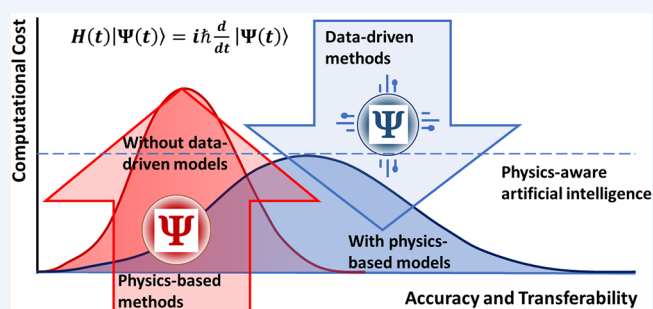 Computational Cost
H(t)|Ψ(t)⟩ = iℏ d/dt |Ψ(t)⟩
Data-driven
methods
Ψ
Without data-
driven models
Physics-aware
artificial intelligence
Ψ
With physics-
based models
Physics-based
methods
Accuracy and Transferability